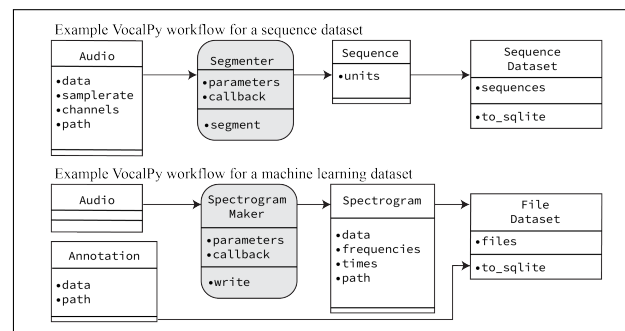 Example VocalPy workflow for a sequence dataset
Audio
•data
•samplerate
•channels
•path
Segmenter
•parameters
•callback
•segment
Sequence
•units
Sequence
Dataset
•sequences
•to_sqlite
Example VocalPy workflow for a machine learning dataset
Audio
Annotation
•data
•path
Spectrogram
Maker
•parameters
•callback
•write
Spectrogram
•data
•frequencies
•times
•path
File
Dataset
•files
•to_sqlite